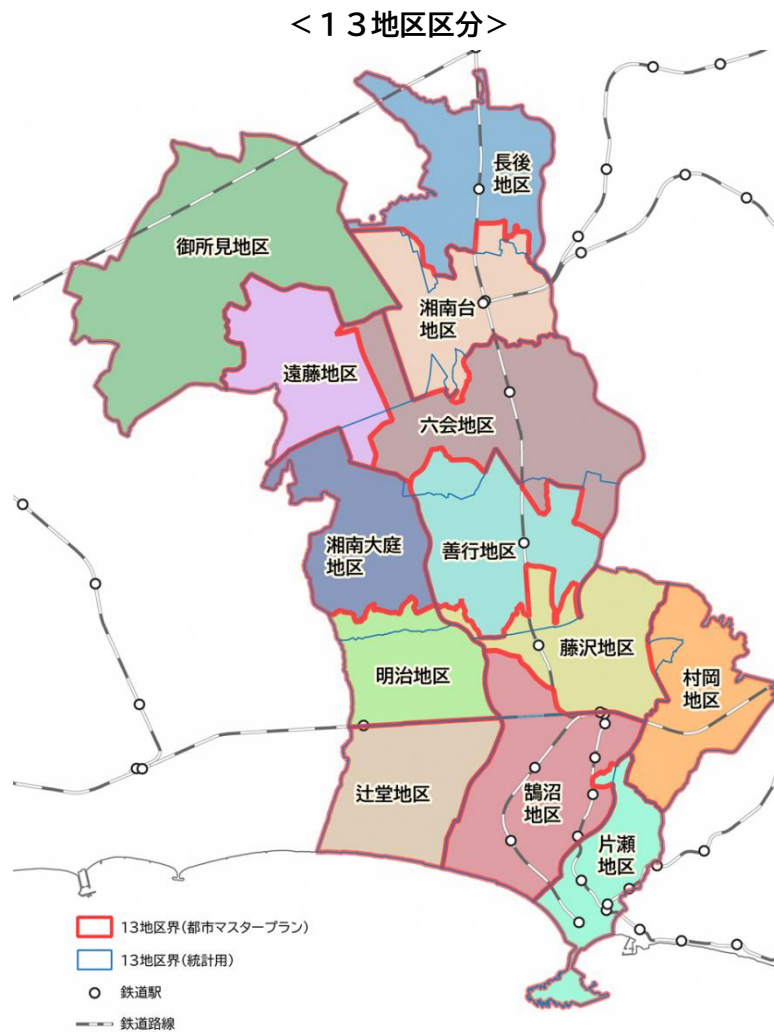 ＜１３地区区分＞
長後
地区
御所見地区
湘南台
地区
遠藤地区
六会地区
湘南大庭
地区
善行地区
藤沢地区
明治地区
村岡
地区
辻堂地区
鵠沼
地区
片瀬
地区
13地区界(都市マスタープラン)
13地区界(統計用)
鉄道駅
鉄道路線